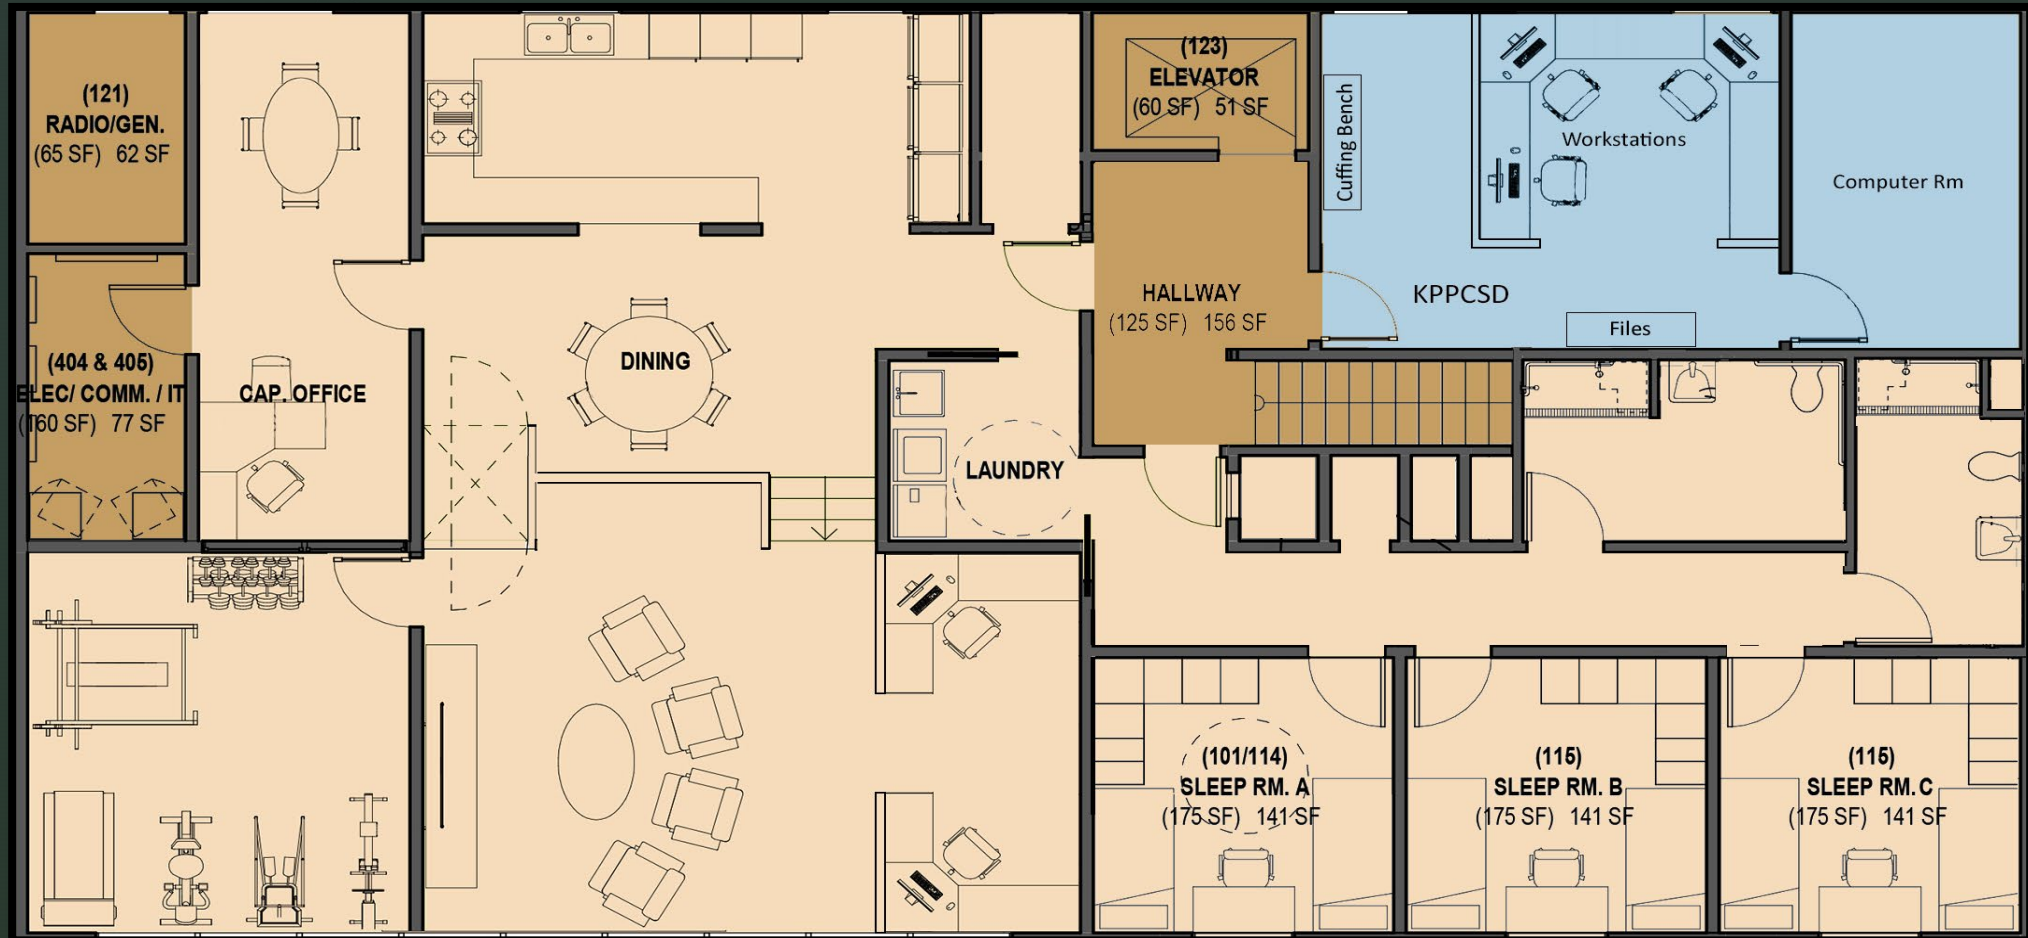 (121)
RADIO/GEN.
(65 SF) 62 SF
(123)
ELEVATOR
(60 SF) 51 SF
Cuffing Bench
Workstations
Computer Rm
HALLWAY
(125 SF) 156 SF
KPPCSD
Files
(404 & 405)
ELEC/ COMM. / IT
(160 SF) 77 SF
CAP. OFFICE
DINING
LAUNDRY
(101/114)
SLEEP RM. A
(175 SF) 141 SF
(115)
SLEEP RM. B
(175 SF) 141 SF
(115)
SLEEP RM. C
(175 SF) 141 SF